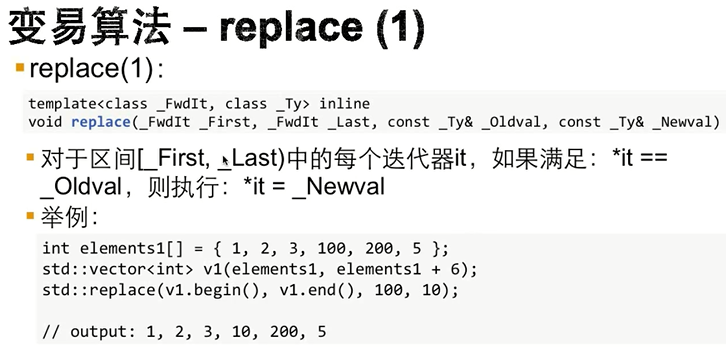 变易算法 – replace (1)
replace(1)：
template<class _FwdIt, class _Ty> inline
void replace(_FwdIt _First, _FwdIt _Last, const _Ty& _Oldval, const _Ty& _Newval)
对于区间[_First, _Last)中的每个迭代器it，如果满足：*it ==
_Oldval，则执行：*it = _Newval
举例：
int elements1[] = { 1, 2, 3, 100, 200, 5 };
std::vector<int> v1(elements1, elements1 + 6);
std::replace(v1.begin(), v1.end(), 100, 10);
// output: 1, 2, 3, 10, 200, 5